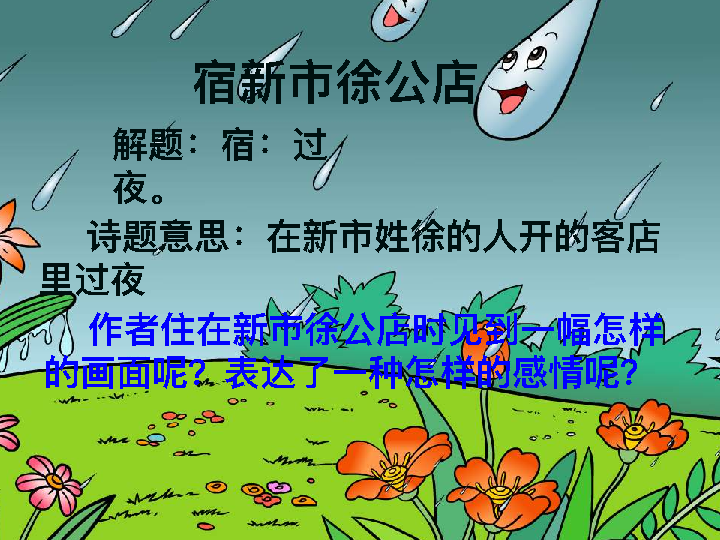 宿新市徐公店
解题：宿：过
夜。
诗题意思：在新市姓徐的人开的客店
里过夜
作者住在新市徐公店时见到一幅怎样
的画面呢？表达了一种怎样的感情呢？